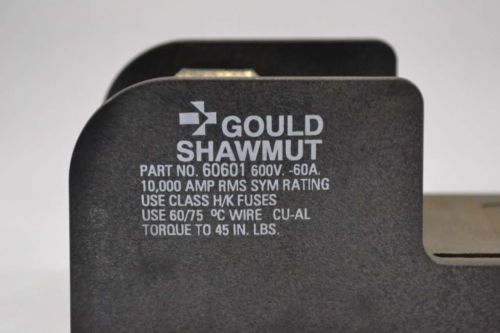 GOULD
SHAWMUT
PART NO. 60601 600V. -60A.
10,000 AMP RMS SYM RATING
USE CLASS H/K FUSES
USE 60/75 ºC WIRE CU-AL
TORQUE TO 45 IN. LBS.